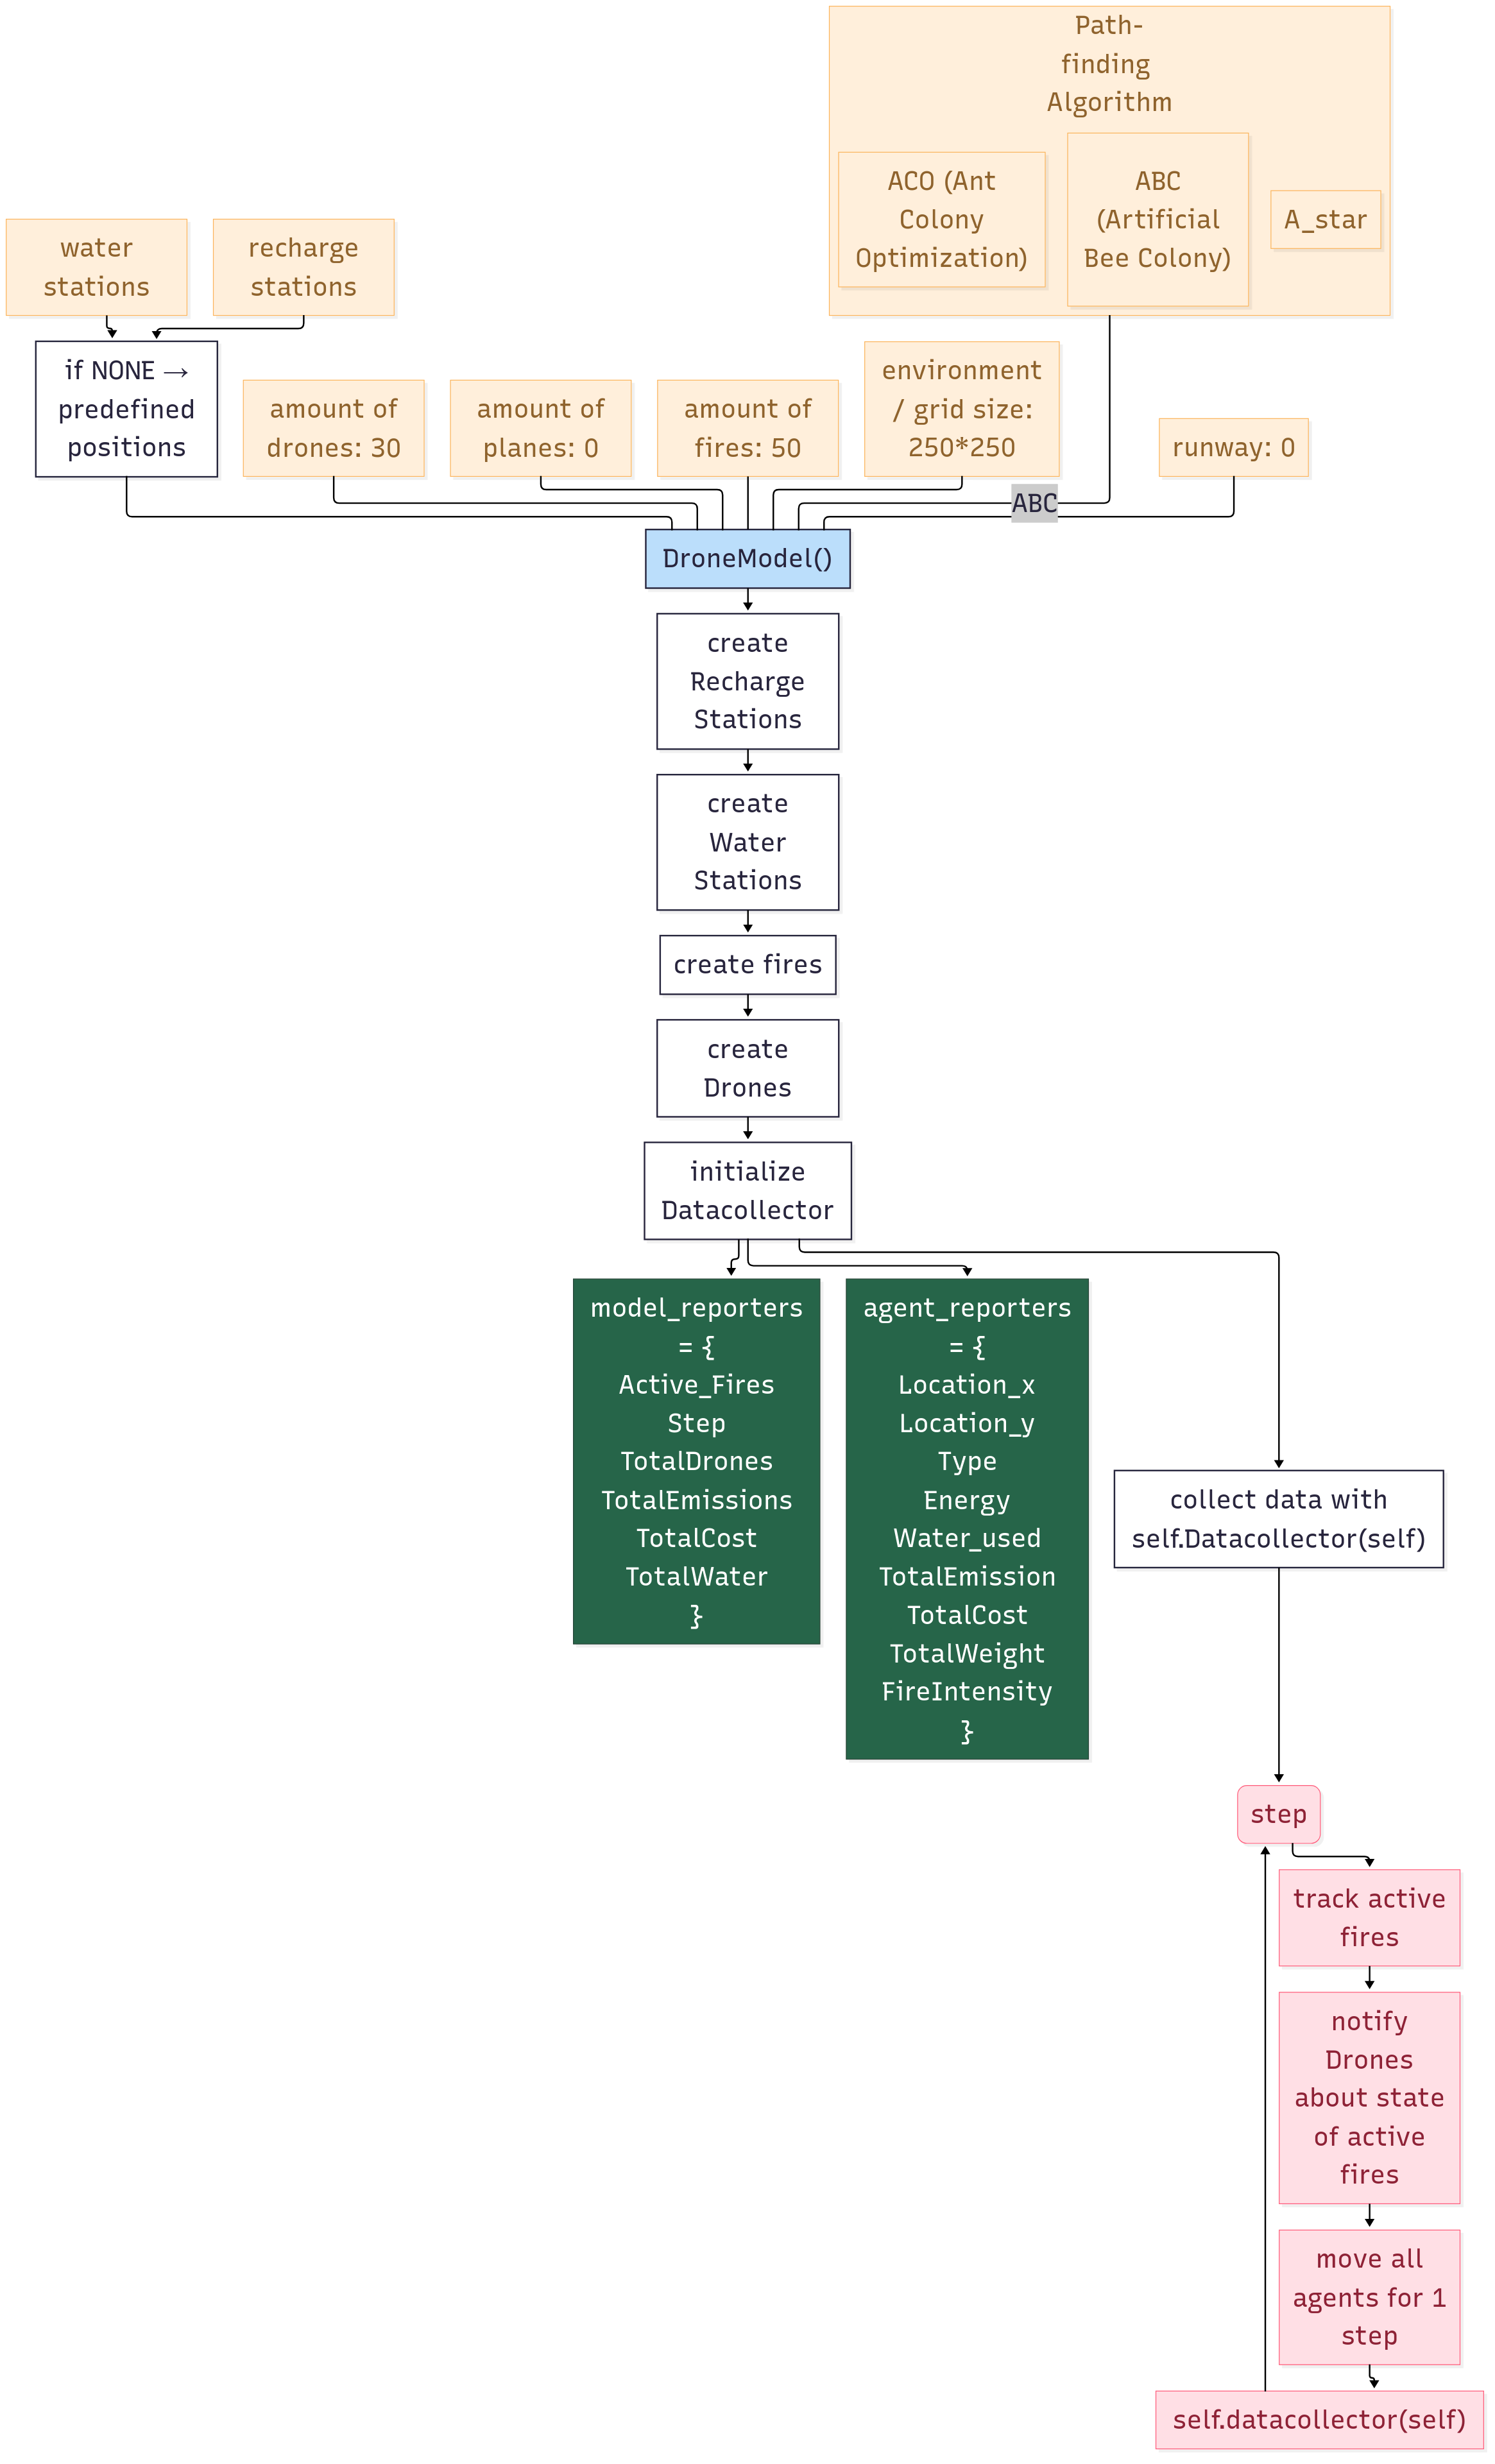 Path-
finding
Algorithm
ACO (Ant
Colony
Optimization)
ABC
(Artificial
Bee Colony)
A_star
water
stations
recharge
stations
if NONE →
predefined
positions
amount of
drones: 30
amount of
planes: 0
amount of
fires: 50
environment
/ grid size:
250*250
runway: 0
ABC
DroneModel()
create
Recharge
Stations
create
Water
Stations
create fires
create
Drones
initialize
Datacollector
model_reporters
= {
Active_Fires
Step
TotalDrones
TotalEmissions
TotalCost
TotalWater
}
agent_reporters
= {
Location_x
Location_y
Type
Energy
Water_used
TotalEmission
TotalCost
TotalWeight
FireIntensity
}
collect data with
self.Datacollector(self)
step
track active
fires
notify
Drones
about state
of active
fires
move all
agents for 1
step
self.datacollector(self)